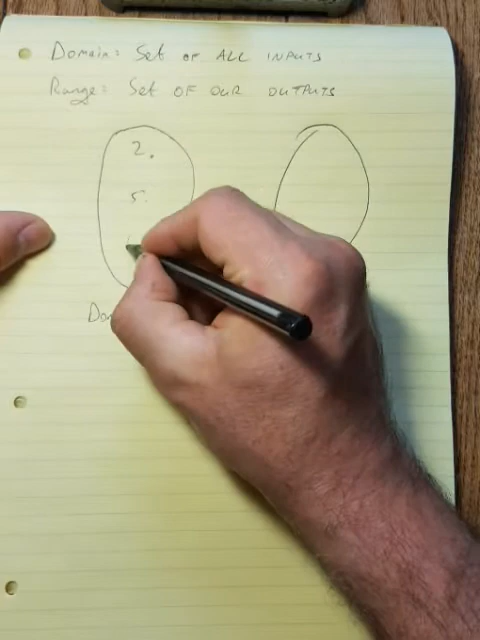 Domain: Set of ALL INPUTS
Range: Set OF OUR OUTPUTS
2.
5.